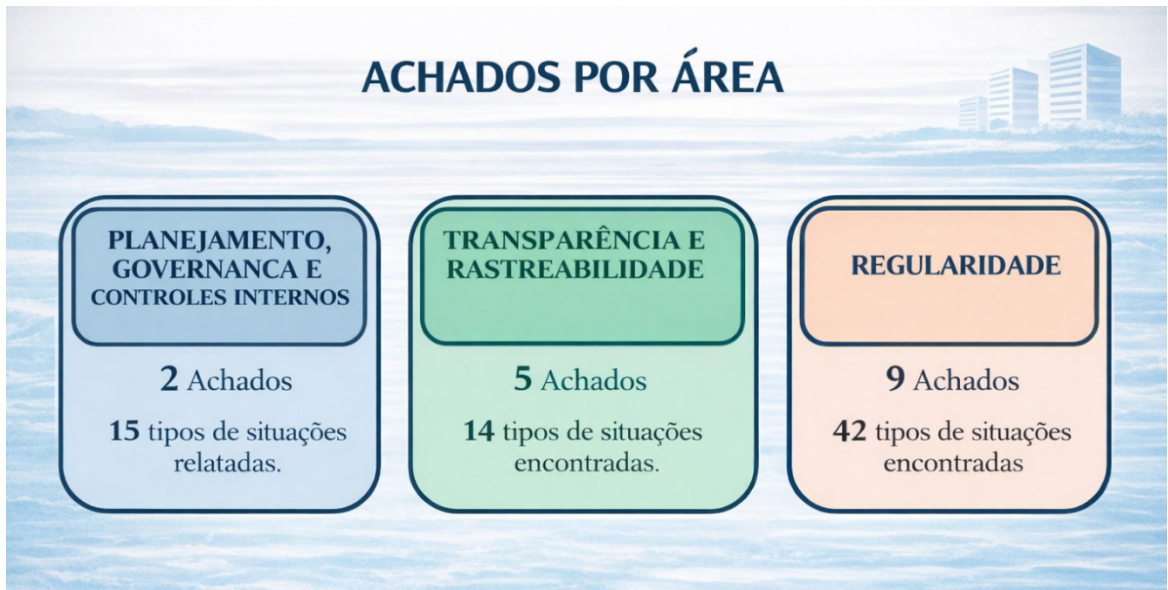 ACHADOS POR ÁREA
PLANEJAMENTO,
GOVERNANCA E
CONTROLES INTERNOS
2 Achados
15 tipos de situações
relatadas.
TRANSPARÊNCIA E
RASTREABILIDADE
5 Achados
14 tipos de situações
encontradas.
REGULARIDADE
9 Achados
42 tipos de situações
encontradas